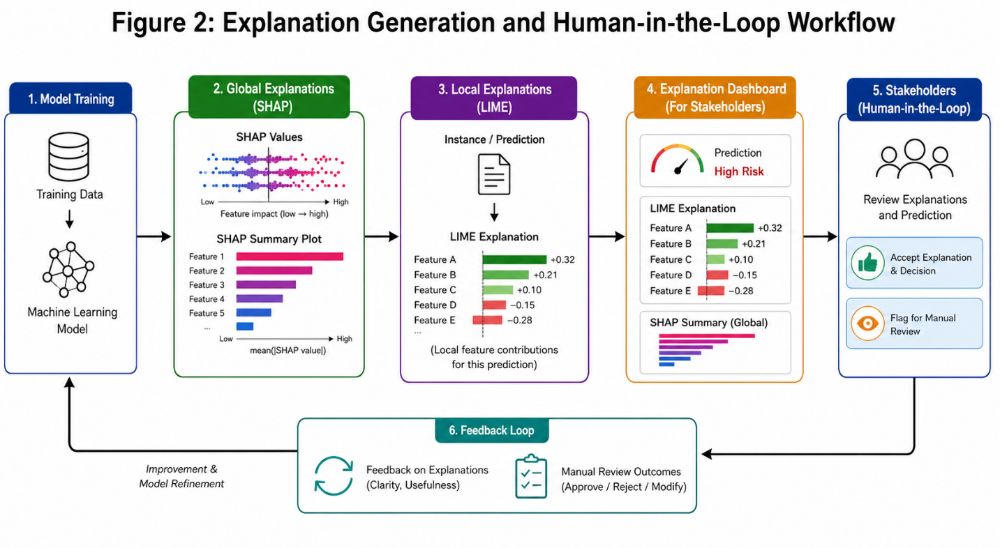 Figure 2: Explanation Generation and Human-in-the-Loop Workflow
1. Model Training
Training Data
Machine Learning
Model
2. Global Explanations
(SHAP)
SHAP Values
Low
High
Feature impact (low → high)
SHAP Summary Plot
Feature 1
Feature 2
Feature 3
Feature 4
Feature 5
...
Low
High
mean(|SHAP value|)
3. Local Explanations
(LIME)
Instance / Prediction
LIME Explanation
Feature A +0.32
Feature B +0.21
Feature C +0.10
Feature D −0.15
Feature E −0.28
...
(Local feature contributions
for this prediction)
4. Explanation Dashboard
(For Stakeholders)
Prediction
High Risk
LIME Explanation
Feature A +0.32
Feature B +0.21
Feature C +0.10
Feature D −0.15
Feature E −0.28
SHAP Summary (Global)
5. Stakeholders
(Human-in-the-Loop)
Review Explanations
and Prediction
Accept Explanation
& Decision
Flag for Manual
Review
6. Feedback Loop
Feedback on Explanations
(Clarity, Usefulness)
Manual Review Outcomes
(Approve / Reject / Modify)
Improvement &
Model Refinement